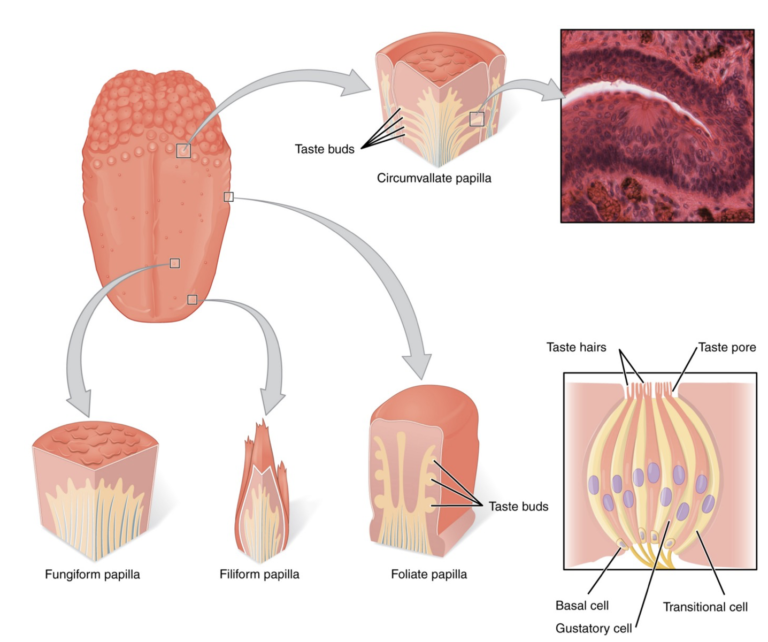 Taste buds
Circumvallate papilla
Taste hairs
Taste pore
Taste buds
Fungiform papilla
Filiform papilla
Foliate papilla
Basal cell
Transitional cell
Gustatory cell